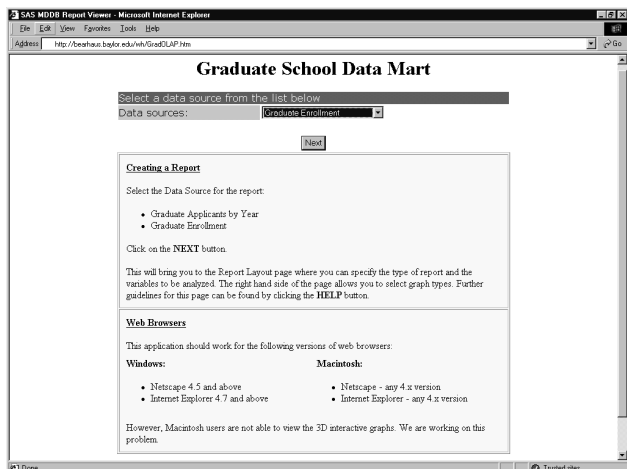 SAS MDDB Report Viewer - Microsoft Internet Explorer
File Edit View Favorites Tools Help
Address http://bearhaus.baylor.edu/wh/GradOLAP.htm Go
Graduate School Data Mart
Select a data source from the list below
Data sources: Graduate Enrollment
Next
Creating a Report
Select the Data Source for the report:
• Graduate Applicants by Year
• Graduate Enrollment
Click on the NEXT button.
This will bring you to the Report Layout page where you can specify the type of report and the
variables to be analyzed. The right hand side of the page allows you to select graph types. Further
guidelines for this page can be found by clicking the HELP button.
Web Browsers
This application should work for the following versions of web browsers:
Windows: Macintosh:
• Netscape 4.5 and above • Netscape - any 4.x version
• Internet Explorer 4.7 and above • Internet Explorer - any 4.x version
However, Macintosh users are not able to view the 3D interactive graphs. We are working on this
problem.
Done Trusted sites